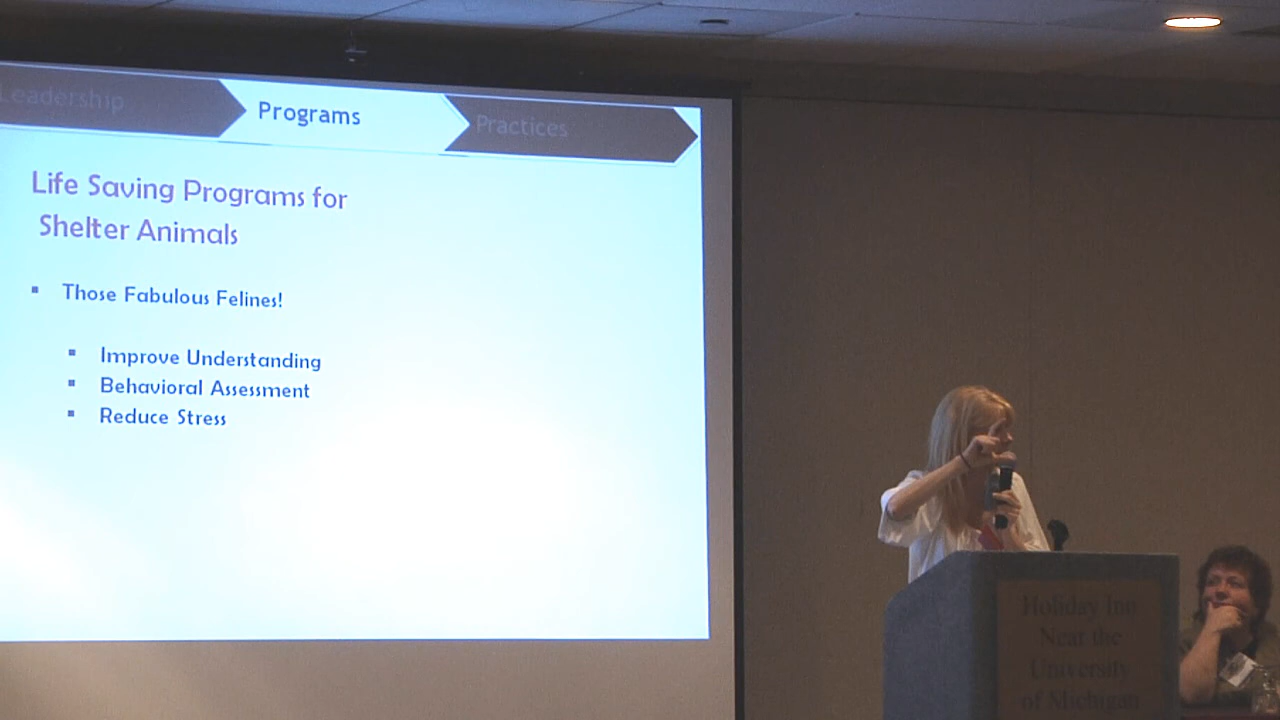 Leadership
Programs
Practices
Life Saving Programs for
Shelter Animals
Those Fabulous Felines!
Improve Understanding
Behavioral Assessment
Reduce Stress
Holiday Inn
Near the
University
of Michigan